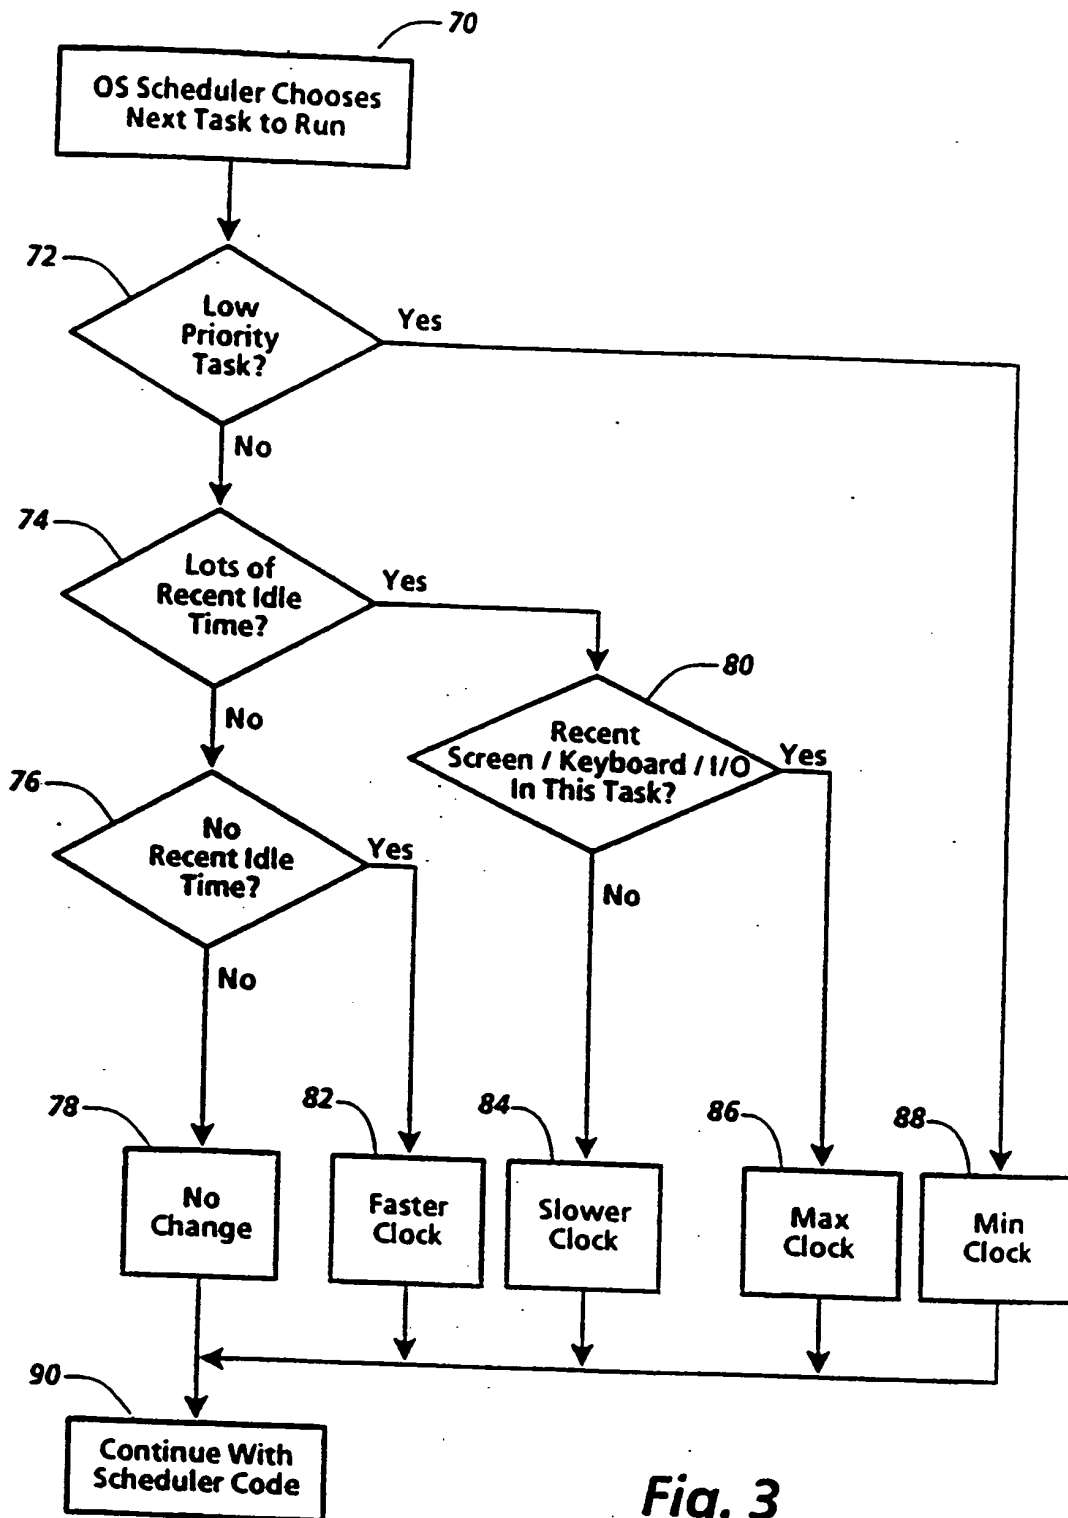 70
OS Scheduler Chooses
Next Task to Run
72
Low
Priority
Task?
Yes
No
74
Lots of
Recent Idle
Time?
Yes
No
80
Recent
Screen / Keyboard / I/O
In This Task?
Yes
No
76
No
Recent Idle
Time?
Yes
No
78
No
Change
82
Faster
Clock
84
Slower
Clock
86
Max
Clock
88
Min
Clock
90
Continue With
Scheduler Code
Fig. 3